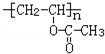 [CH₂-CH]n
O
C-CH₃
O